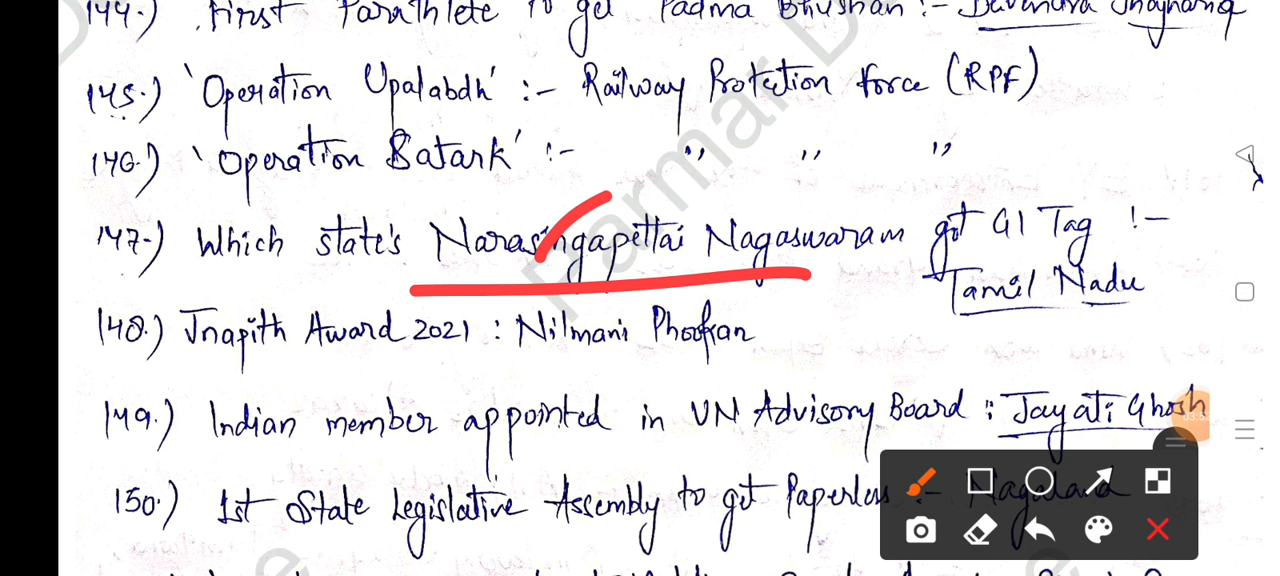 144.) First Parathlete to get Padma Bhushan :- Devendra Jhajharia
145.) 'Operation Upalabdh' :- Railway Protection Force (RPF)
146.) 'Operation Satark' :- ,, ,, ,,
147.) Which state's Narasingapettai Nagaswaram got GI Tag :-
Tamil Nadu
148.) Jnapith Award 2021 : Nilmani Phookan
149.) Indian member appointed in UN Advisory Board : Jayati Ghosh
150.) 1st State Legislative Assembly to get Paperless :- Nagaland
Parmar D